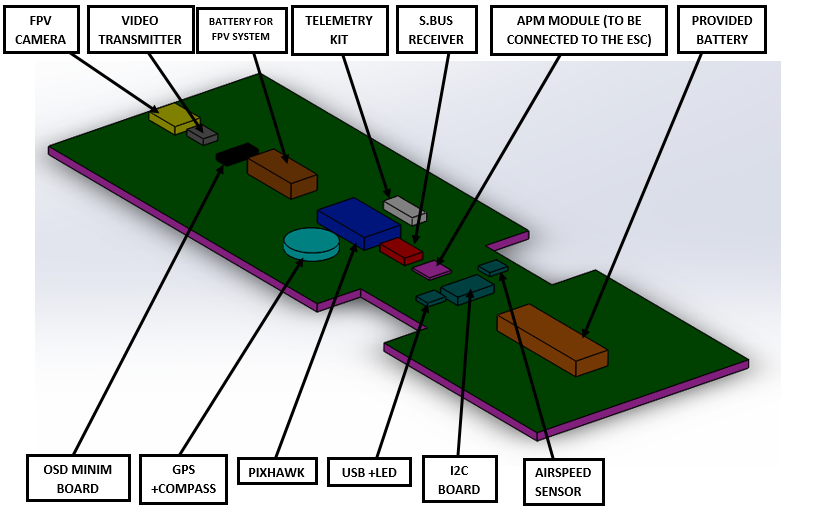 FPV
CAMERA
VIDEO
TRANSMITTER
BATTERY FOR
FPV SYSTEM
TELEMETRY
KIT
S.BUS
RECEIVER
APM MODULE (TO BE
CONNECTED TO THE ESC)
PROVIDED
BATTERY
OSD MINIM
BOARD
GPS
+COMPASS
PIXHAWK
USB +LED
I2C
BOARD
AIRSPEED
SENSOR